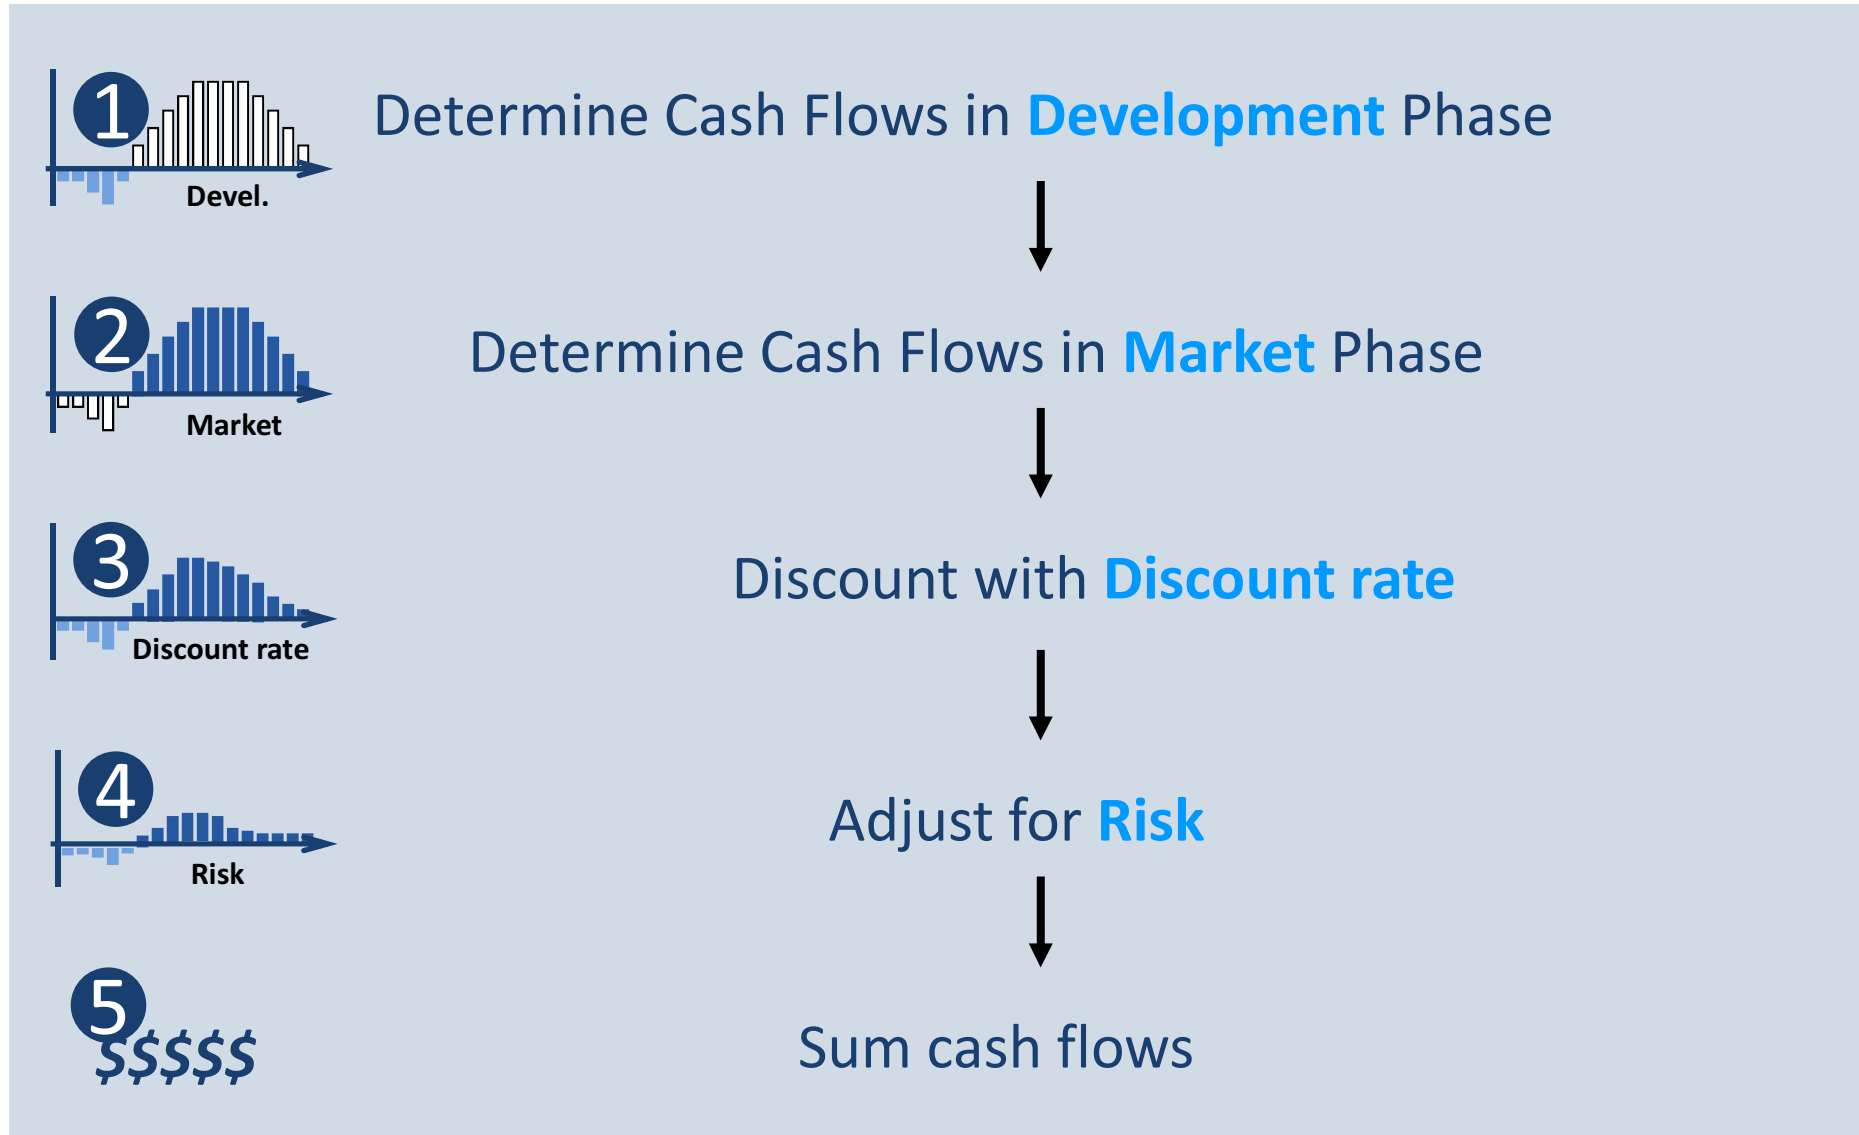 1
Determine Cash Flows in Development Phase
Devel.
2
Determine Cash Flows in Market Phase
Market
3
Discount with Discount rate
Discount rate
4
Adjust for Risk
Risk
5
$$$$$
Sum cash flows